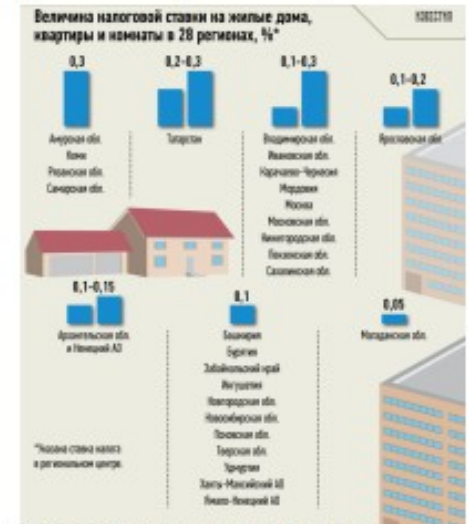 Величина налоговой ставки на жилые дома,
квартиры и комнаты в 28 регионах, %*
ИЗВЕСТИЯ
0,3
Амурская обл.
Коми
Рязанская обл.
Самарская обл.
0,2-0,3
Татарстан
0,1-0,3
Владимирская обл.
Ивановская обл.
Карачаево-Черкесия
Мордовия
Москва
Московская обл.
Нижегородская обл.
Пензенская обл.
Сахалинская обл.
0,1-0,2
Ярославская обл.
0,1-0,15
Архангельская обл.
и Ненецкий АО
0,1
Башкирия
Бурятия
Забайкальский край
Ингушетия
Новгородская обл.
Новосибирская обл.
Псковская обл.
Тверская обл.
Удмуртия
Ханты-Мансийский АО
Ямало-Ненецкий АО
0,05
Магаданская обл.
*Указана ставка налога
в региональном центре.